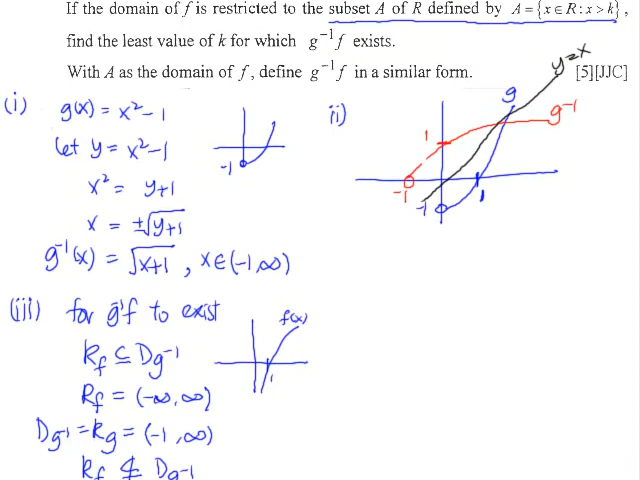 If the domain of f is restricted to the subset A of R defined by A = {x ∈ R : x > k},
find the least value of k for which g⁻¹f exists.
With A as the domain of f, define g⁻¹f in a similar form. [5][JJC]
(i) g(x) = x² - 1
let y = x² - 1
x² = y+1
x = ±√(y+1)
g⁻¹(x) = √(x+1) , x ∈ (-1, ∞)
-1
ii)
y=x
g
g⁻¹
1
-1
-1
1
(iii) for g⁻¹f to exist
R_f ⊆ D_g⁻¹
R_f = (-∞, ∞)
D_g⁻¹ = R_g = (-1, ∞)
R_f ⊈ D_g⁻¹
f(x)
1